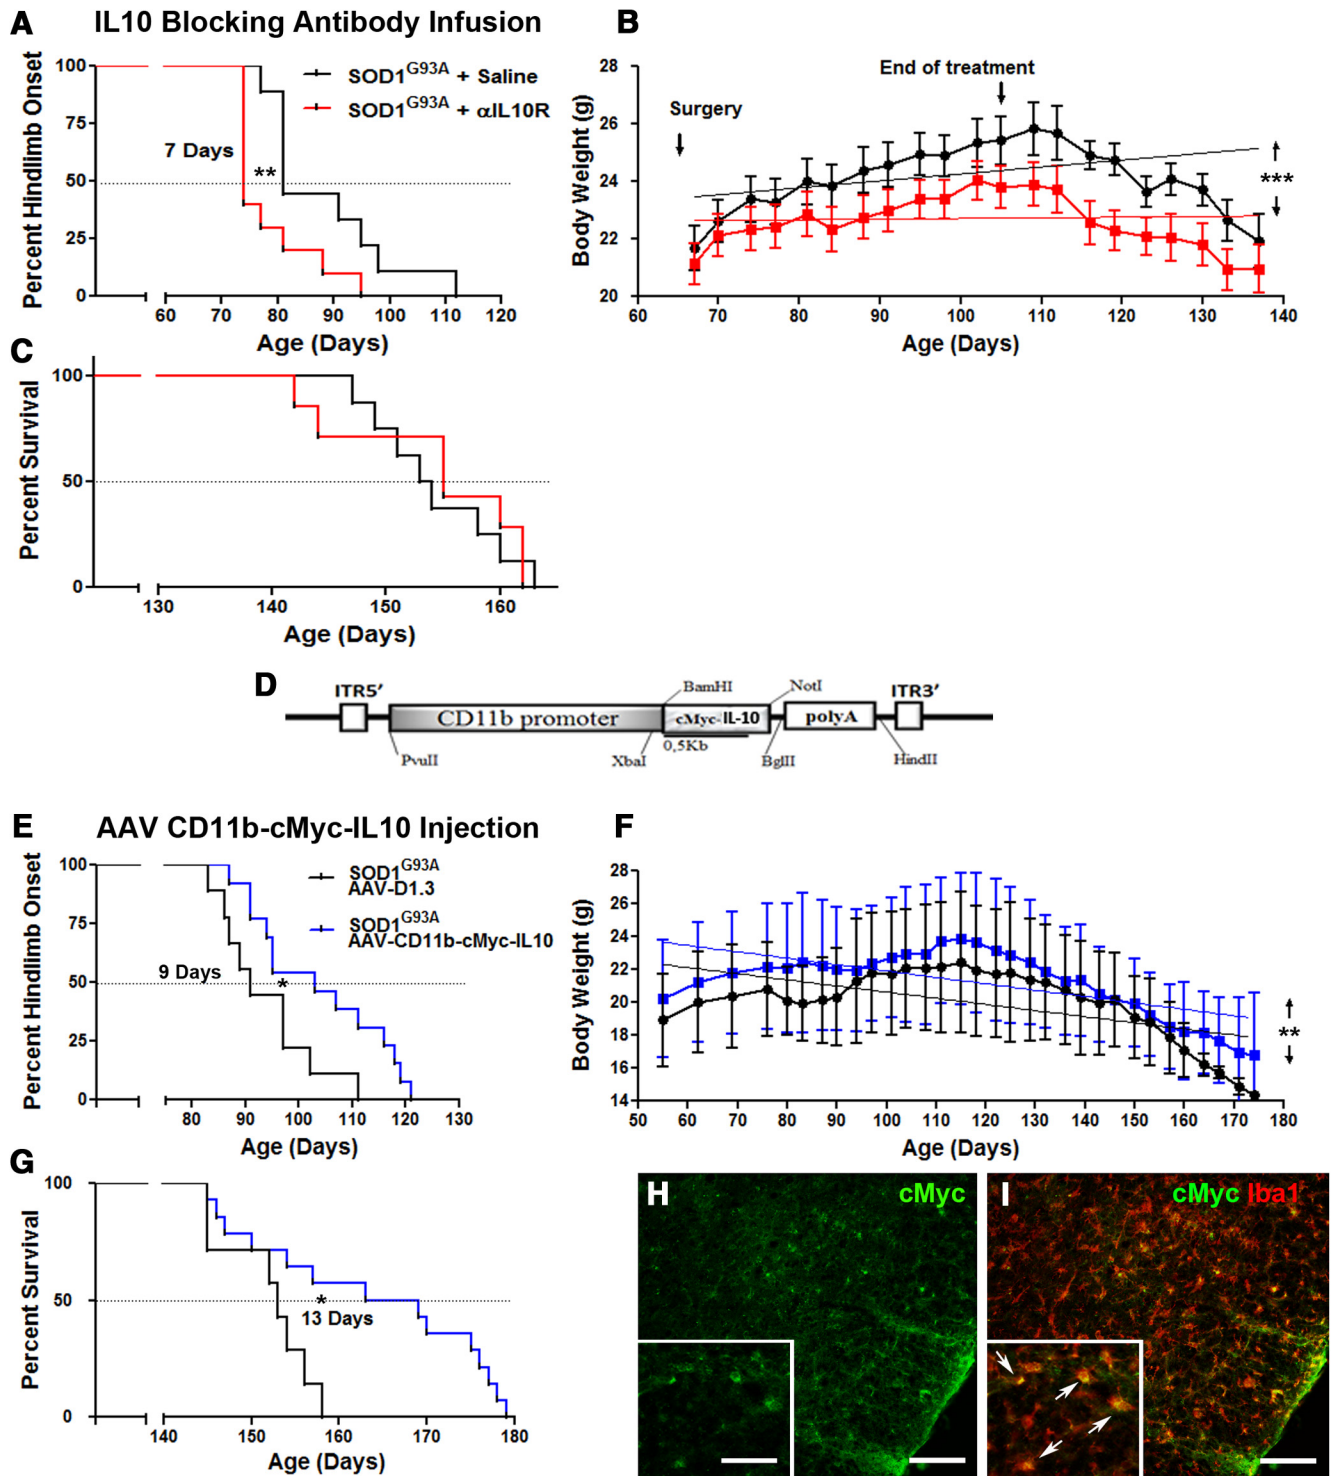 A IL10 Blocking Antibody Infusion
Percent Hindlimb Onset
100
75
50
25
0
7 Days
**
SOD1G93A + Saline
SOD1G93A + αIL10R
60 70 80 90 100 110 120
Age (Days)
B
Body Weight (g)
28
26
24
22
20
Surgery
End of treatment
***
60 70 80 90 100 110 120 130 140
Age (Days)
C
Percent Survival
100
50
0
130 140 150 160
Age (Days)
D
ITR5' BamHI NotI ITR3'
CD11b promoter cMyc-IL-10 polyA
0,5Kb
PvuII XbaI BglII HindII
E AAV CD11b-cMyc-IL10 Injection
Percent Hindlimb Onset
100
75
50
25
0
9 Days
*
SOD1G93A
AAV-D1.3
SOD1G93A
AAV-CD11b-cMyc-IL10
80 90 100 110 120 130
Age (Days)
F
Body Weight (g)
28
26
24
22
20
18
16
14
**
50 60 70 80 90 100 110 120 130 140 150 160 170 180
Age (Days)
G
Percent Survival
100
50
0
*
13 Days
140 150 160 170 180
Age (Days)
H cMyc
I cMyc Iba1